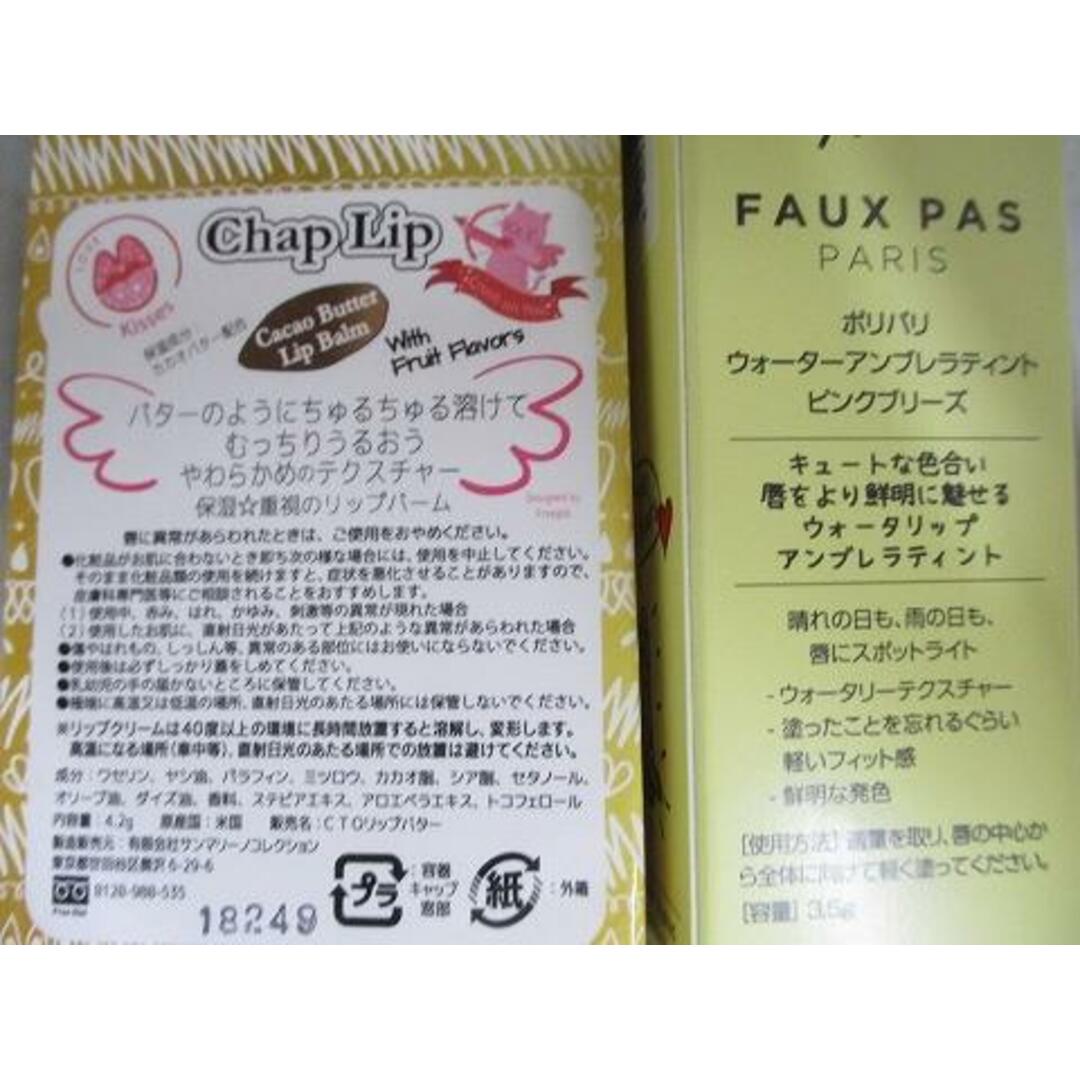 Chap Lip
LOVE
Kisses
保湿成分
カカオバター配合
Cacao Butter
Lip Balm
With
Fruit Flavors
バターのようにちゅるちゅる溶けて
むっちりうるおう
やわらかめのテクスチャー
保湿☆重視のリップバーム
Designed by
唇に異常があらわれたときは、ご使用をおやめください。
●化粧品がお肌に合わないとき即ち次の様な場合には、使用を中止してください。
そのまま化粧品類の使用を続けますと、症状を悪化させることがありますので、
皮膚科専門医等にご相談されることをおすすめします。
(1)使用中、赤み、はれ、かゆみ、刺激等の異常が現れた場合
(2)使用したお肌に、直射日光があたって上記のような異常があらわれた場合
●傷やはれもの、しっしん等、異常のある部位にはお使いにならないでください。
●使用後は必ずしっかり蓋をしめてください。
●乳幼児の手の届かないところに保管してください。
●極端に高温又は低温の場所、直射日光のあたる場所には保管しないでください。
※リップクリームは40度以上の環境に長時間放置すると溶解し、変形します。
高温になる場所(車中等)、直射日光のあたる場所での放置は避けてください。
成分:ワセリン、ヤシ油、パラフィン、ミツロウ、カカオ脂、シア脂、セタノール、
オリーブ油、ダイズ油、香料、ステビアエキス、アロエベラエキス、トコフェロール
内容量:4.2g 原産国:米国 販売名:CTOリップバター
製造販売元:有限会社サンマリーノコレクション
東京都世田谷区奥沢6-29-6
0120-980-535
プラ
:容器
キャップ
窓部
紙
:外箱
18249
FAUX PAS
PARIS
ポリパリ
ウォーターアンブレラティント
ピンクブリーズ
キュートな色合い
唇をより鮮明に魅せる
ウォータリップ
アンブレラティント
晴れの日も、雨の日も、
唇にスポットライト
- ウォータリーテクスチャー
- 塗ったことを忘れるぐらい
軽いフィット感
- 鮮明な発色
[使用方法] 適量を取り、唇の中心か
ら全体に向けて軽く塗ってください。
[容量] 3.5g